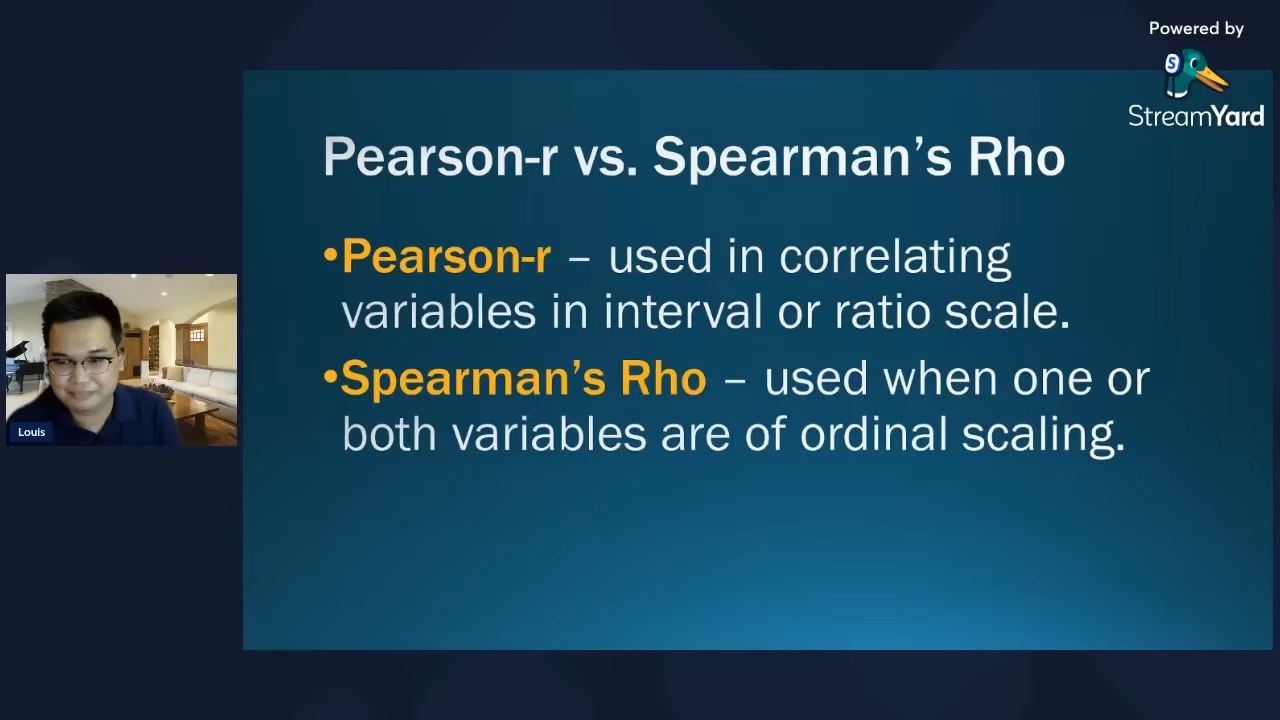 Powered by
S
StreamYard
Pearson-r vs. Spearman’s Rho
•Pearson-r – used in correlating
variables in interval or ratio scale.
•Spearman’s Rho – used when one or
both variables are of ordinal scaling.
Louis